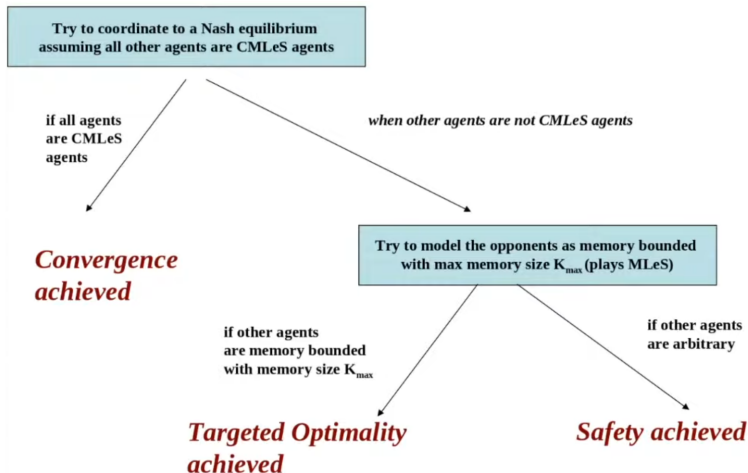 Try to coordinate to a Nash equilibrium
assuming all other agents are CMLeS agents
if all agents
are CMLeS
agents
when other agents are not CMLeS agents
Convergence
achieved
Try to model the opponents as memory bounded
with max memory size Kmax (plays MLeS)
if other agents
are memory bounded
with memory size Kmax
if other agents
are arbitrary
Targeted Optimality
achieved
Safety achieved